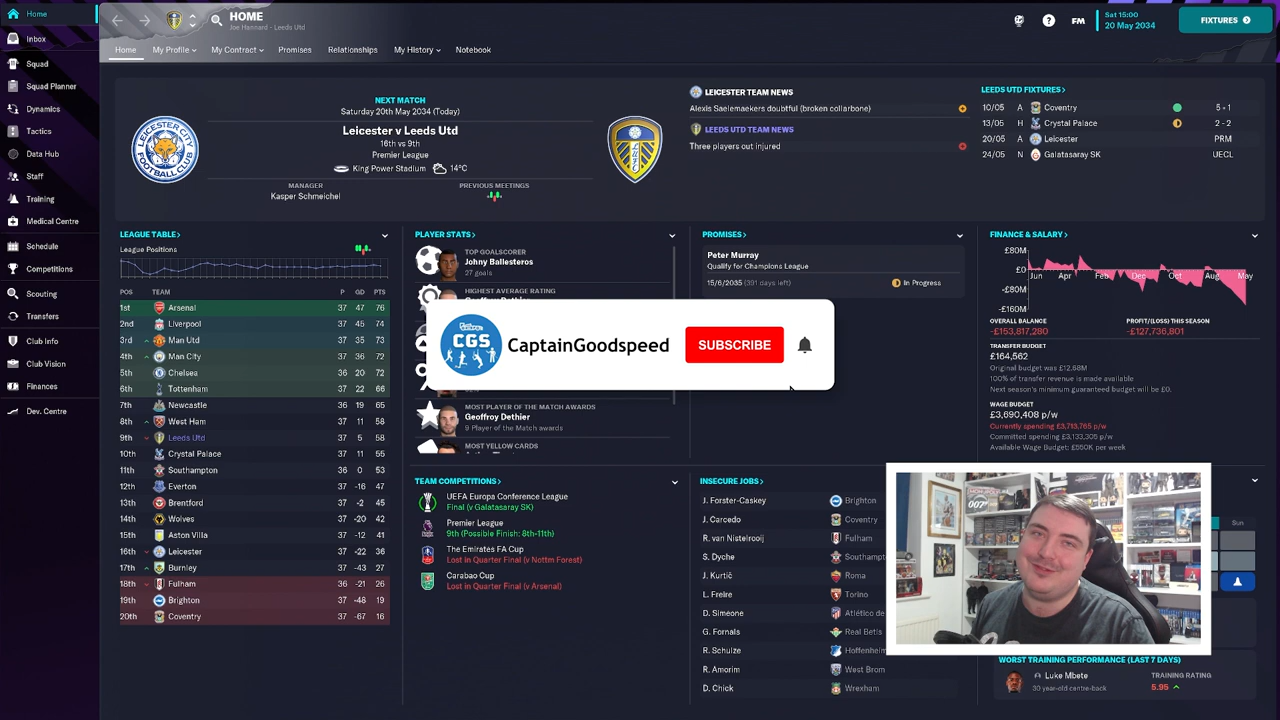 Home
HOME
Joe Hannard - Leeds Utd
FM
Sat 15:00
20 May 2034
FIXTURES
Home
My Profile
My Contract
Promises
Relationships
My History
Notebook
Inbox
Squad
Squad Planner
Dynamics
Tactics
Data Hub
Staff
Training
Medical Centre
Schedule
Competitions
Scouting
Transfers
Club Info
Club Vision
Finances
Dev. Centre
NEXT MATCH
Saturday 20th May 2034 (Today)
Leicester v Leeds Utd
16th vs 9th
Premier League
King Power Stadium 14°C
MANAGER
Kasper Schmeichel
PREVIOUS MEETINGS
LEICESTER TEAM NEWS
Alexis Saelemaekers doubtful (broken collarbone)
LEEDS UTD TEAM NEWS
Three players out injured
LEEDS UTD FIXTURES
10/05 A Coventry 5 - 1
13/05 H Crystal Palace 2 - 2
20/05 A Leicester PRM
24/05 N Galatasaray SK UECL
LEAGUE TABLE
League Positions
POS TEAM P GD PTS
1st Arsenal 37 47 76
2nd Liverpool 37 45 74
3rd Man Utd 37 35 73
4th Man City 37 36 72
5th Chelsea 36 20 72
6th Tottenham 37 22 66
7th Newcastle 36 19 65
8th West Ham 37 11 58
9th Leeds Utd 37 5 58
10th Crystal Palace 37 11 55
11th Southampton 36 0 53
12th Everton 37 -16 47
13th Brentford 37 -2 45
14th Wolves 37 -20 42
15th Aston Villa 37 -12 41
16th Leicester 37 -22 36
17th Burnley 37 -43 27
18th Fulham 36 -21 26
19th Brighton 37 -48 19
20th Coventry 37 -67 16
PLAYER STATS
TOP GOALSCORER
Johny Ballesteros
27 goals
HIGHEST AVERAGE RATING
MOST PLAYER OF THE MATCH AWARDS
Geoffroy Dethier
9 Player of the Match awards
MOST YELLOW CARDS
PROMISES
Peter Murray
Qualify for Champions League
15/6/2035 (391 days left)
In Progress
FINANCE & SALARY
£80M
£0
-£80M
-£160M
Jun Apr Feb Dec Oct Aug May
OVERALL BALANCE
-£153,817,280
PROFIT/(LOSS) THIS SEASON
-£127,736,801
TRANSFER BUDGET
£164,562
Original budget was £12.68M
100% of transfer revenue is made available
Next season's minimum guaranteed budget will be £0.
WAGE BUDGET
£3,690,408 p/w
Currently spending £3,713,765 p/w
Committed spending £3,133,305 p/w
Available Wage Budget: £550K per week
CGS
CaptainGoodspeed
SUBSCRIBE
TEAM COMPETITIONS
UEFA Europa Conference League
Final (v Galatasaray SK)
Premier League
9th (Possible Finish: 8th-11th)
The Emirates FA Cup
Lost in Quarter Final (v Nottm Forest)
Carabao Cup
Lost in Quarter Final (v Arsenal)
INSECURE JOBS
J. Forster-Caskey Brighton
J. Carcedo Coventry
R. van Nistelrooij Fulham
S. Dyche Southampt
J. Kurtić Roma
L. Freire Torino
D. Simeone Atlético de
G. Fornals Real Betis
R. Schulze Hoffenheim
R. Amorim West Brom
D. Chick Wrexham
Sun
007
WORST TRAINING PERFORMANCE (LAST 7 DAYS)
Luke Mbete
30-year-old centre-back
TRAINING RATING
5.95